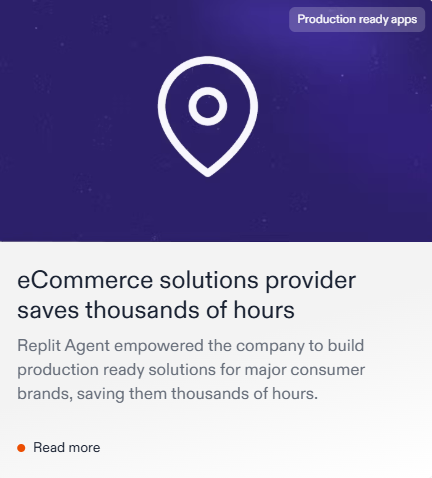 Production ready apps
eCommerce solutions provider
saves thousands of hours
Replit Agent empowered the company to build
production ready solutions for major consumer
brands, saving them thousands of hours.
Read more